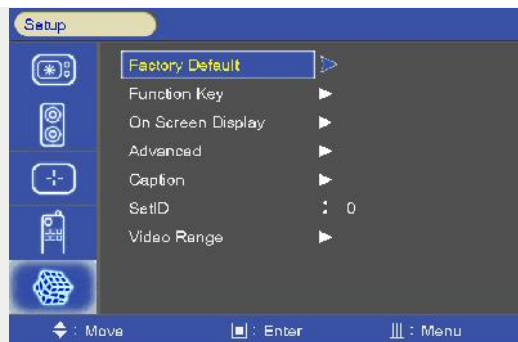 Setup
Factory Default
Function Key
On Screen Display
Advanced
Caption
SetID : 0
Video Range
: Move : Enter : Menu